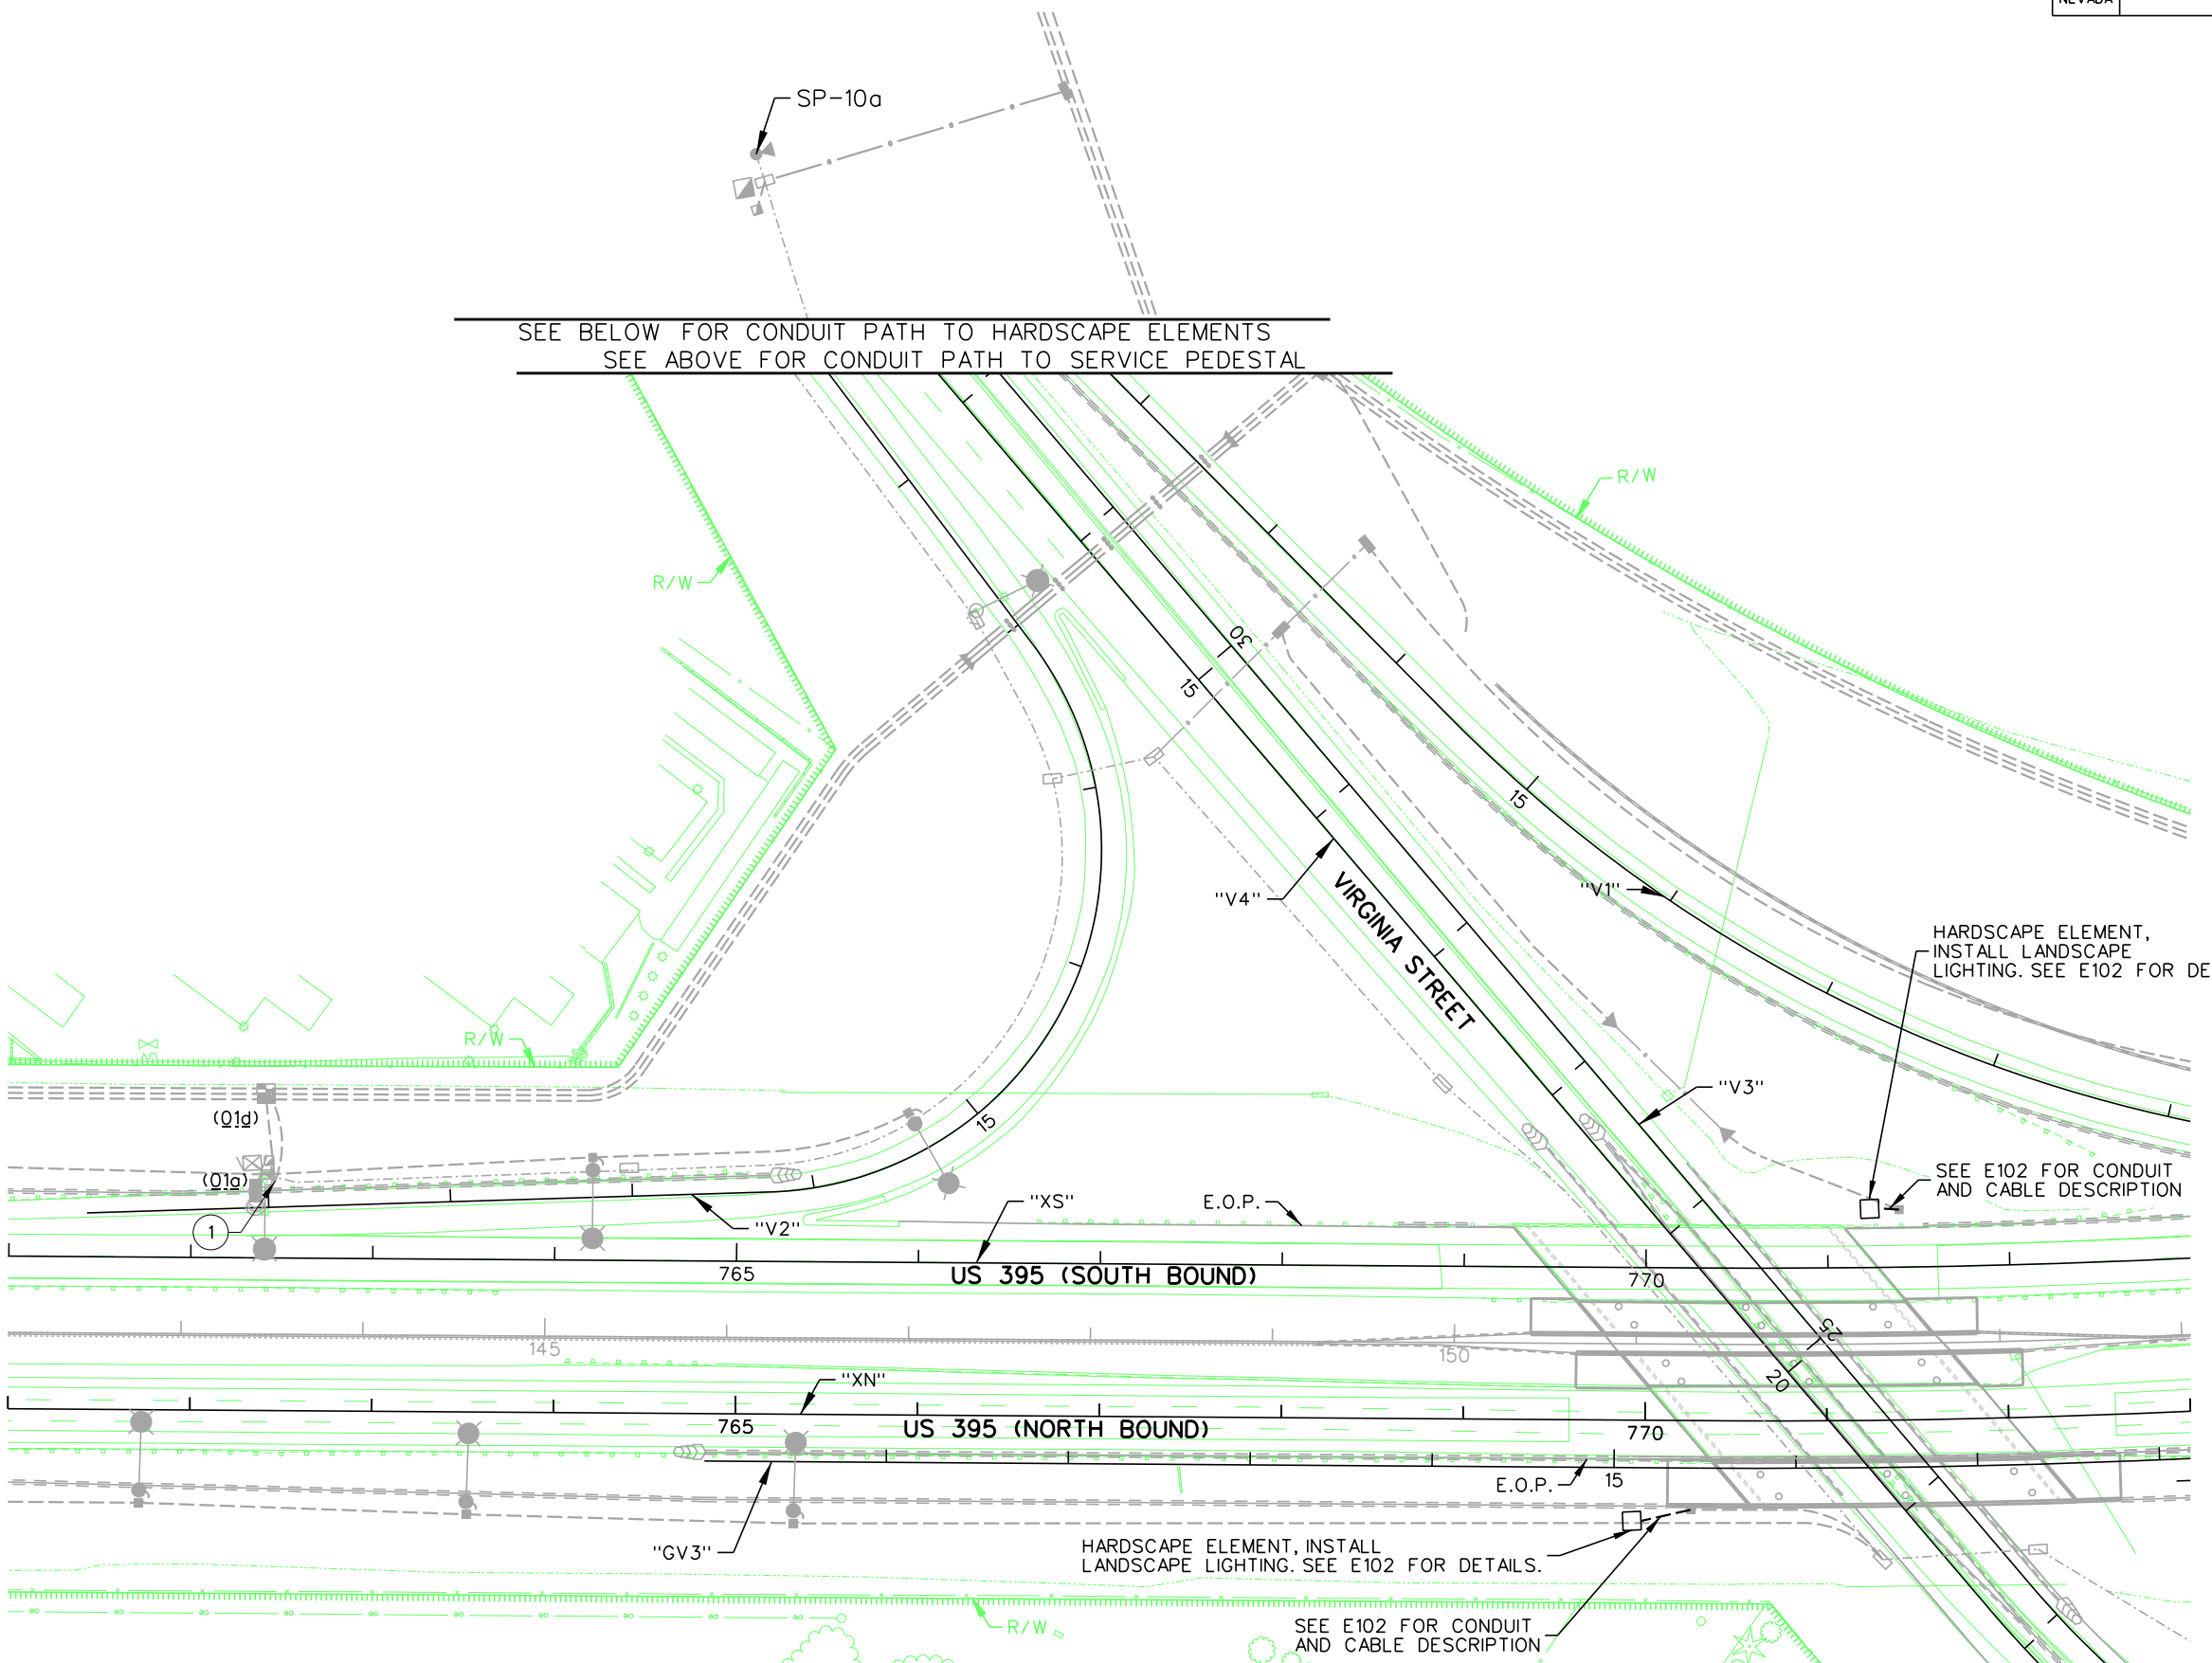 NEVADA
SP-10a
SEE BELOW FOR CONDUIT PATH TO HARDSCAPE ELEMENTS
SEE ABOVE FOR CONDUIT PATH TO SERVICE PEDESTAL
R/W
R/W
30
15
15
"V4"
VIRGINIA STREET
"V1"
HARDSCAPE ELEMENT,
INSTALL LANDSCAPE
LIGHTING. SEE E102 FOR DE
R/W
"V3"
(01d)
15
(01a)
SEE E102 FOR CONDUIT
AND CABLE DESCRIPTION
1
"V2"
"XS"
E.O.P.
765
US 395 (SOUTH BOUND)
770
145
150
25
20
"XN"
765
US 395 (NORTH BOUND)
770
E.O.P.
15
"GV3"
HARDSCAPE ELEMENT, INSTALL
LANDSCAPE LIGHTING. SEE E102 FOR DETAILS.
R/W
SEE E102 FOR CONDUIT
AND CABLE DESCRIPTION